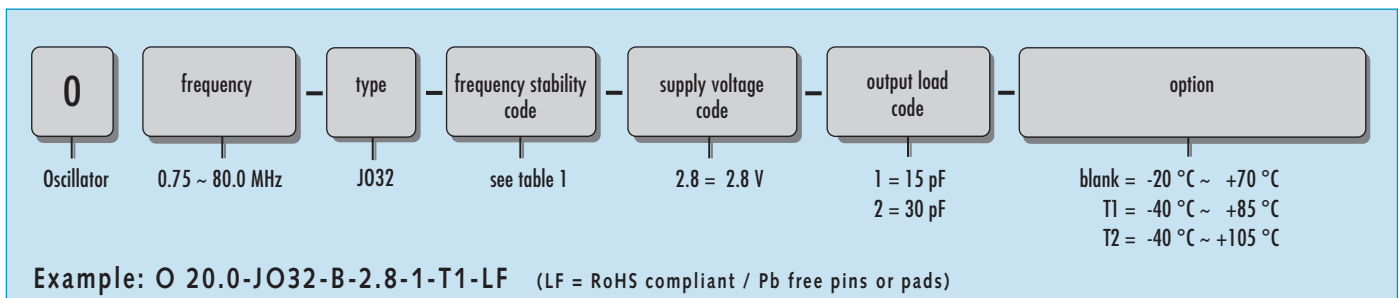 O
frequency
–
type
–
frequency stability
code
–
supply voltage
code
–
output load
code
–
option
Oscillator
0.75 ~ 80.0 MHz
JO32
see table 1
2.8 = 2.8 V
1 = 15 pF
2 = 30 pF
blank = -20 °C ~ +70 °C
T1 = -40 °C ~ +85 °C
T2 = -40 °C ~ +105 °C
Example: O 20.0-JO32-B-2.8-1-T1-LF (LF = RoHS compliant / Pb free pins or pads)